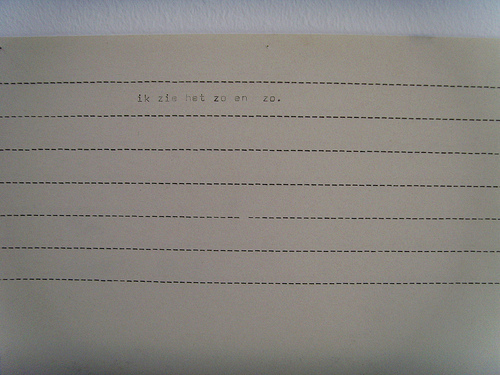 ik zie het zo en zo.